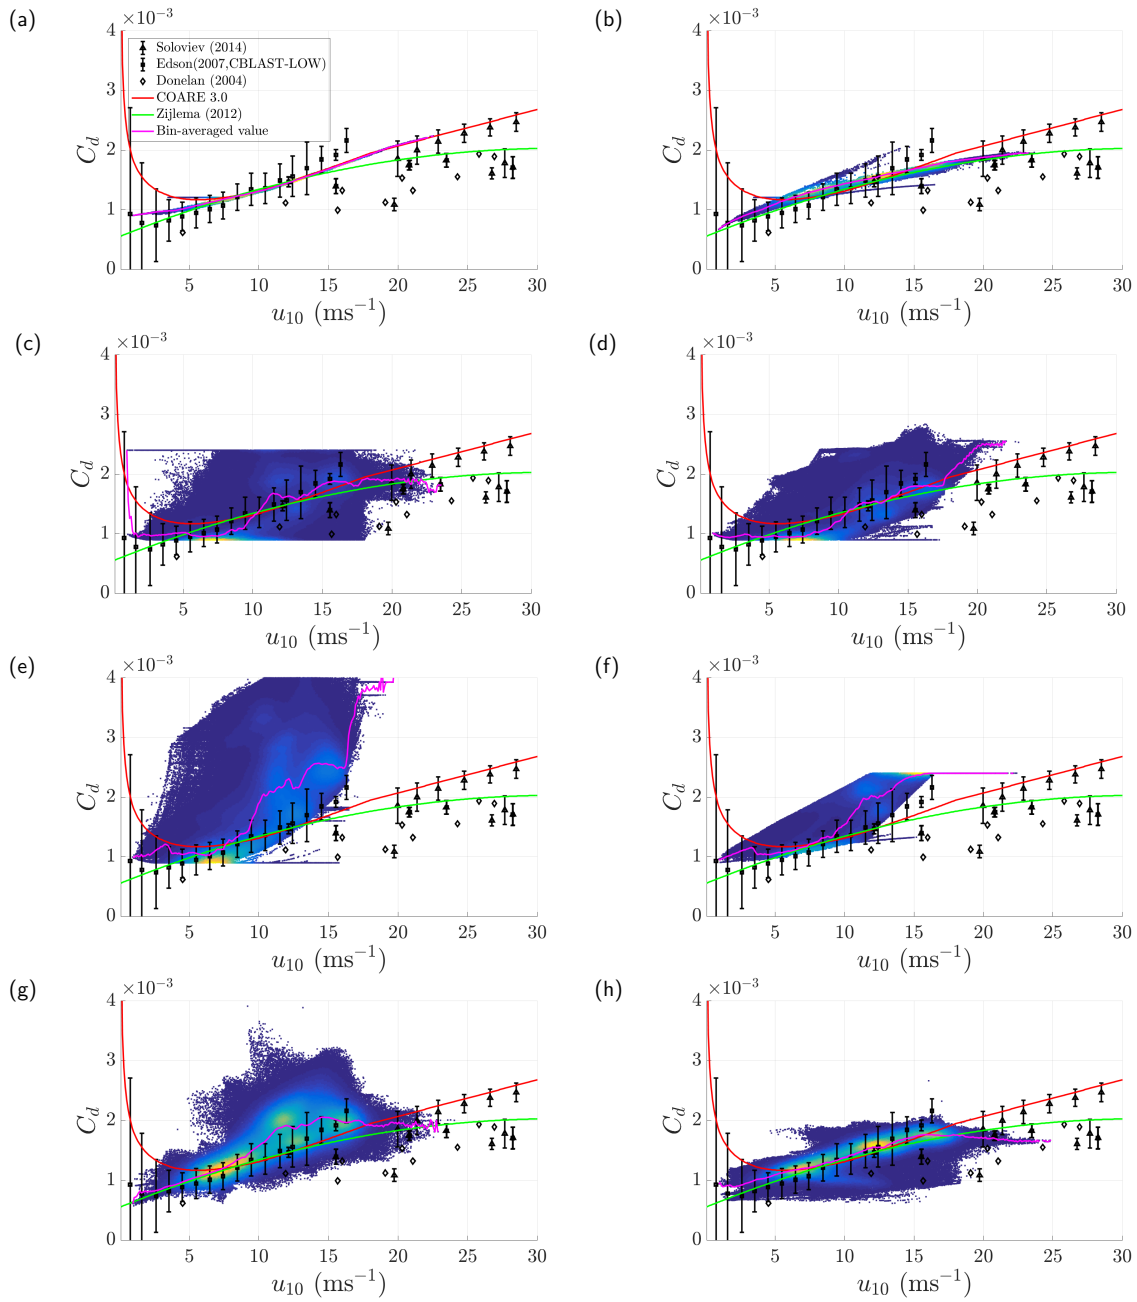 (a)
×10⁻³
4
3
2
1
0
C_d
5 10 15 20 25 30
u₁₀ (ms⁻¹)
Soloviev (2014)
Edson(2007,CBLAST-LOW)
Donelan (2004)
COARE 3.0
Zijlema (2012)
Bin-averaged value
(b)
×10⁻³
4
3
2
1
0
C_d
5 10 15 20 25 30
u₁₀ (ms⁻¹)
(c)
×10⁻³
4
3
2
1
0
C_d
5 10 15 20 25 30
u₁₀ (ms⁻¹)
(d)
×10⁻³
4
3
2
1
0
C_d
5 10 15 20 25 30
u₁₀ (ms⁻¹)
(e)
×10⁻³
4
3
2
1
0
C_d
5 10 15 20 25 30
u₁₀ (ms⁻¹)
(f)
×10⁻³
4
3
2
1
0
C_d
5 10 15 20 25 30
u₁₀ (ms⁻¹)
(g)
×10⁻³
4
3
2
1
0
C_d
5 10 15 20 25 30
u₁₀ (ms⁻¹)
(h)
×10⁻³
4
3
2
1
0
C_d
5 10 15 20 25 30
u₁₀ (ms⁻¹)